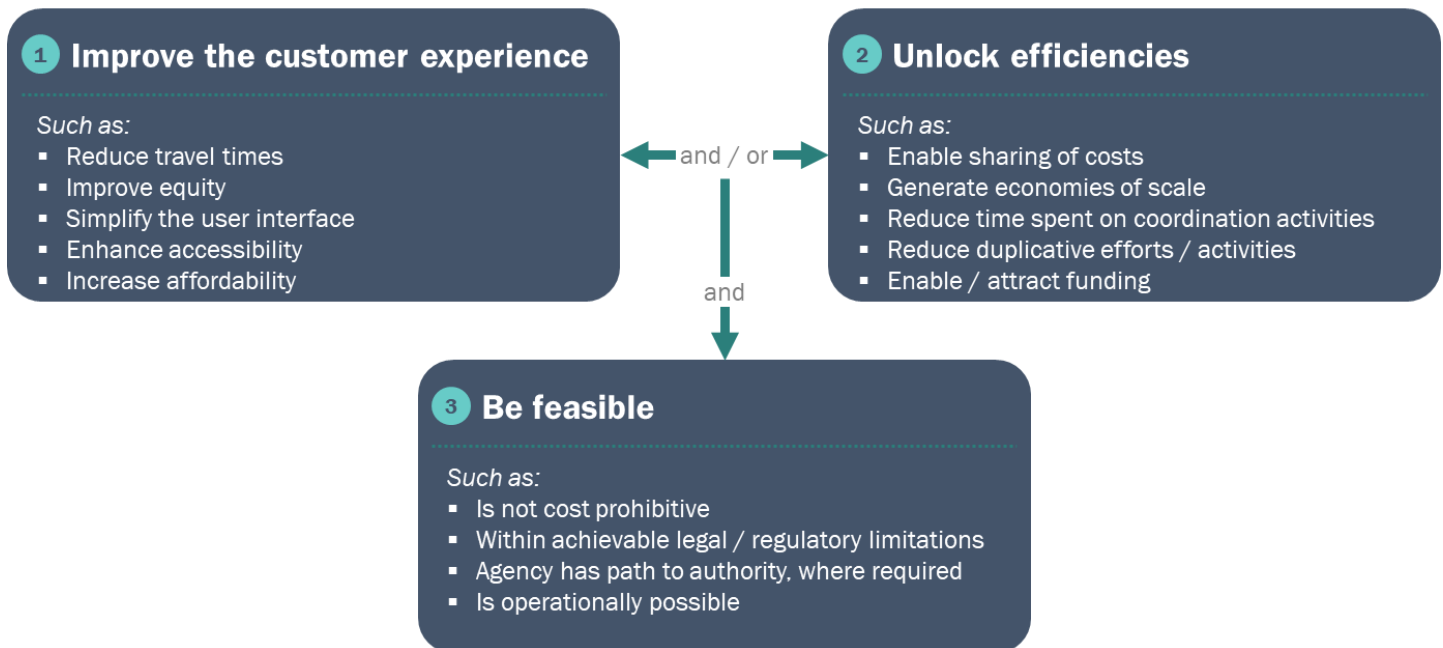 1 Improve the customer experience
Such as:
▪ Reduce travel times
▪ Improve equity
▪ Simplify the user interface
▪ Enhance accessibility
▪ Increase affordability
and / or
2 Unlock efficiencies
Such as:
▪ Enable sharing of costs
▪ Generate economies of scale
▪ Reduce time spent on coordination activities
▪ Reduce duplicative efforts / activities
▪ Enable / attract funding
and
3 Be feasible
Such as:
▪ Is not cost prohibitive
▪ Within achievable legal / regulatory limitations
▪ Agency has path to authority, where required
▪ Is operationally possible